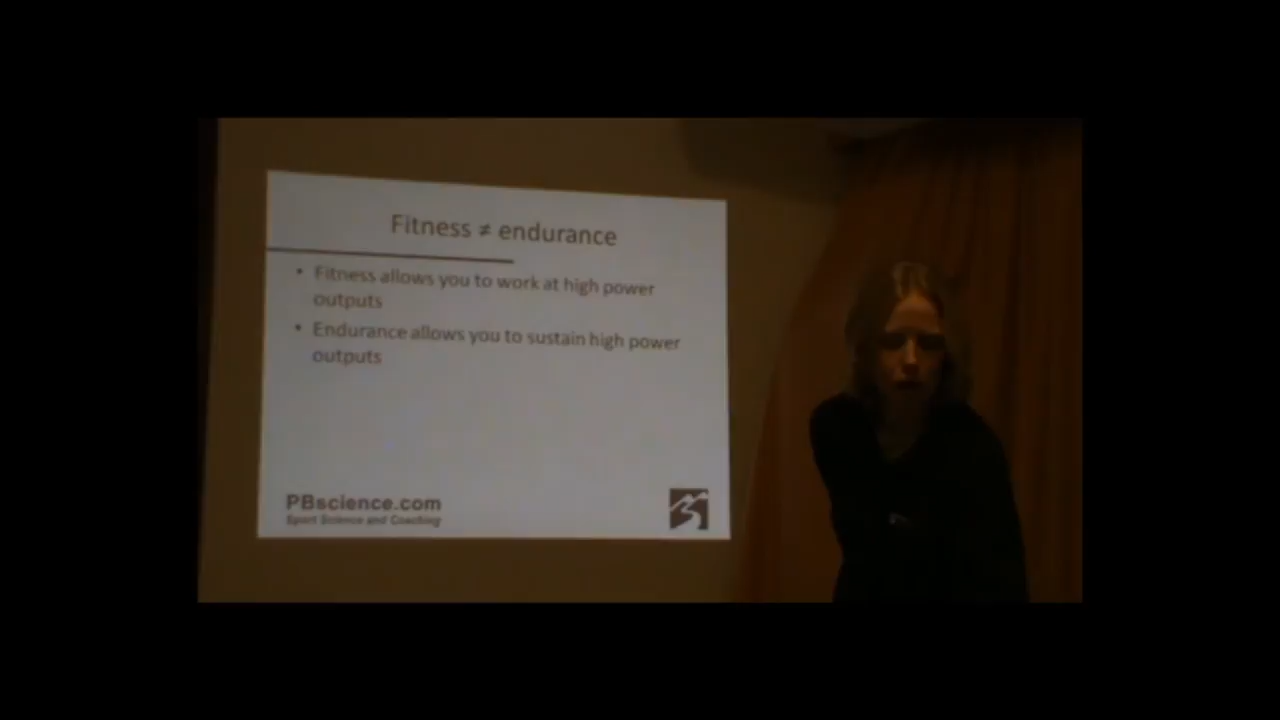 Fitness ≠ endurance
• Fitness allows you to work at high power
outputs
• Endurance allows you to sustain high power
outputs
PBscience.com
Sport Science and Coaching